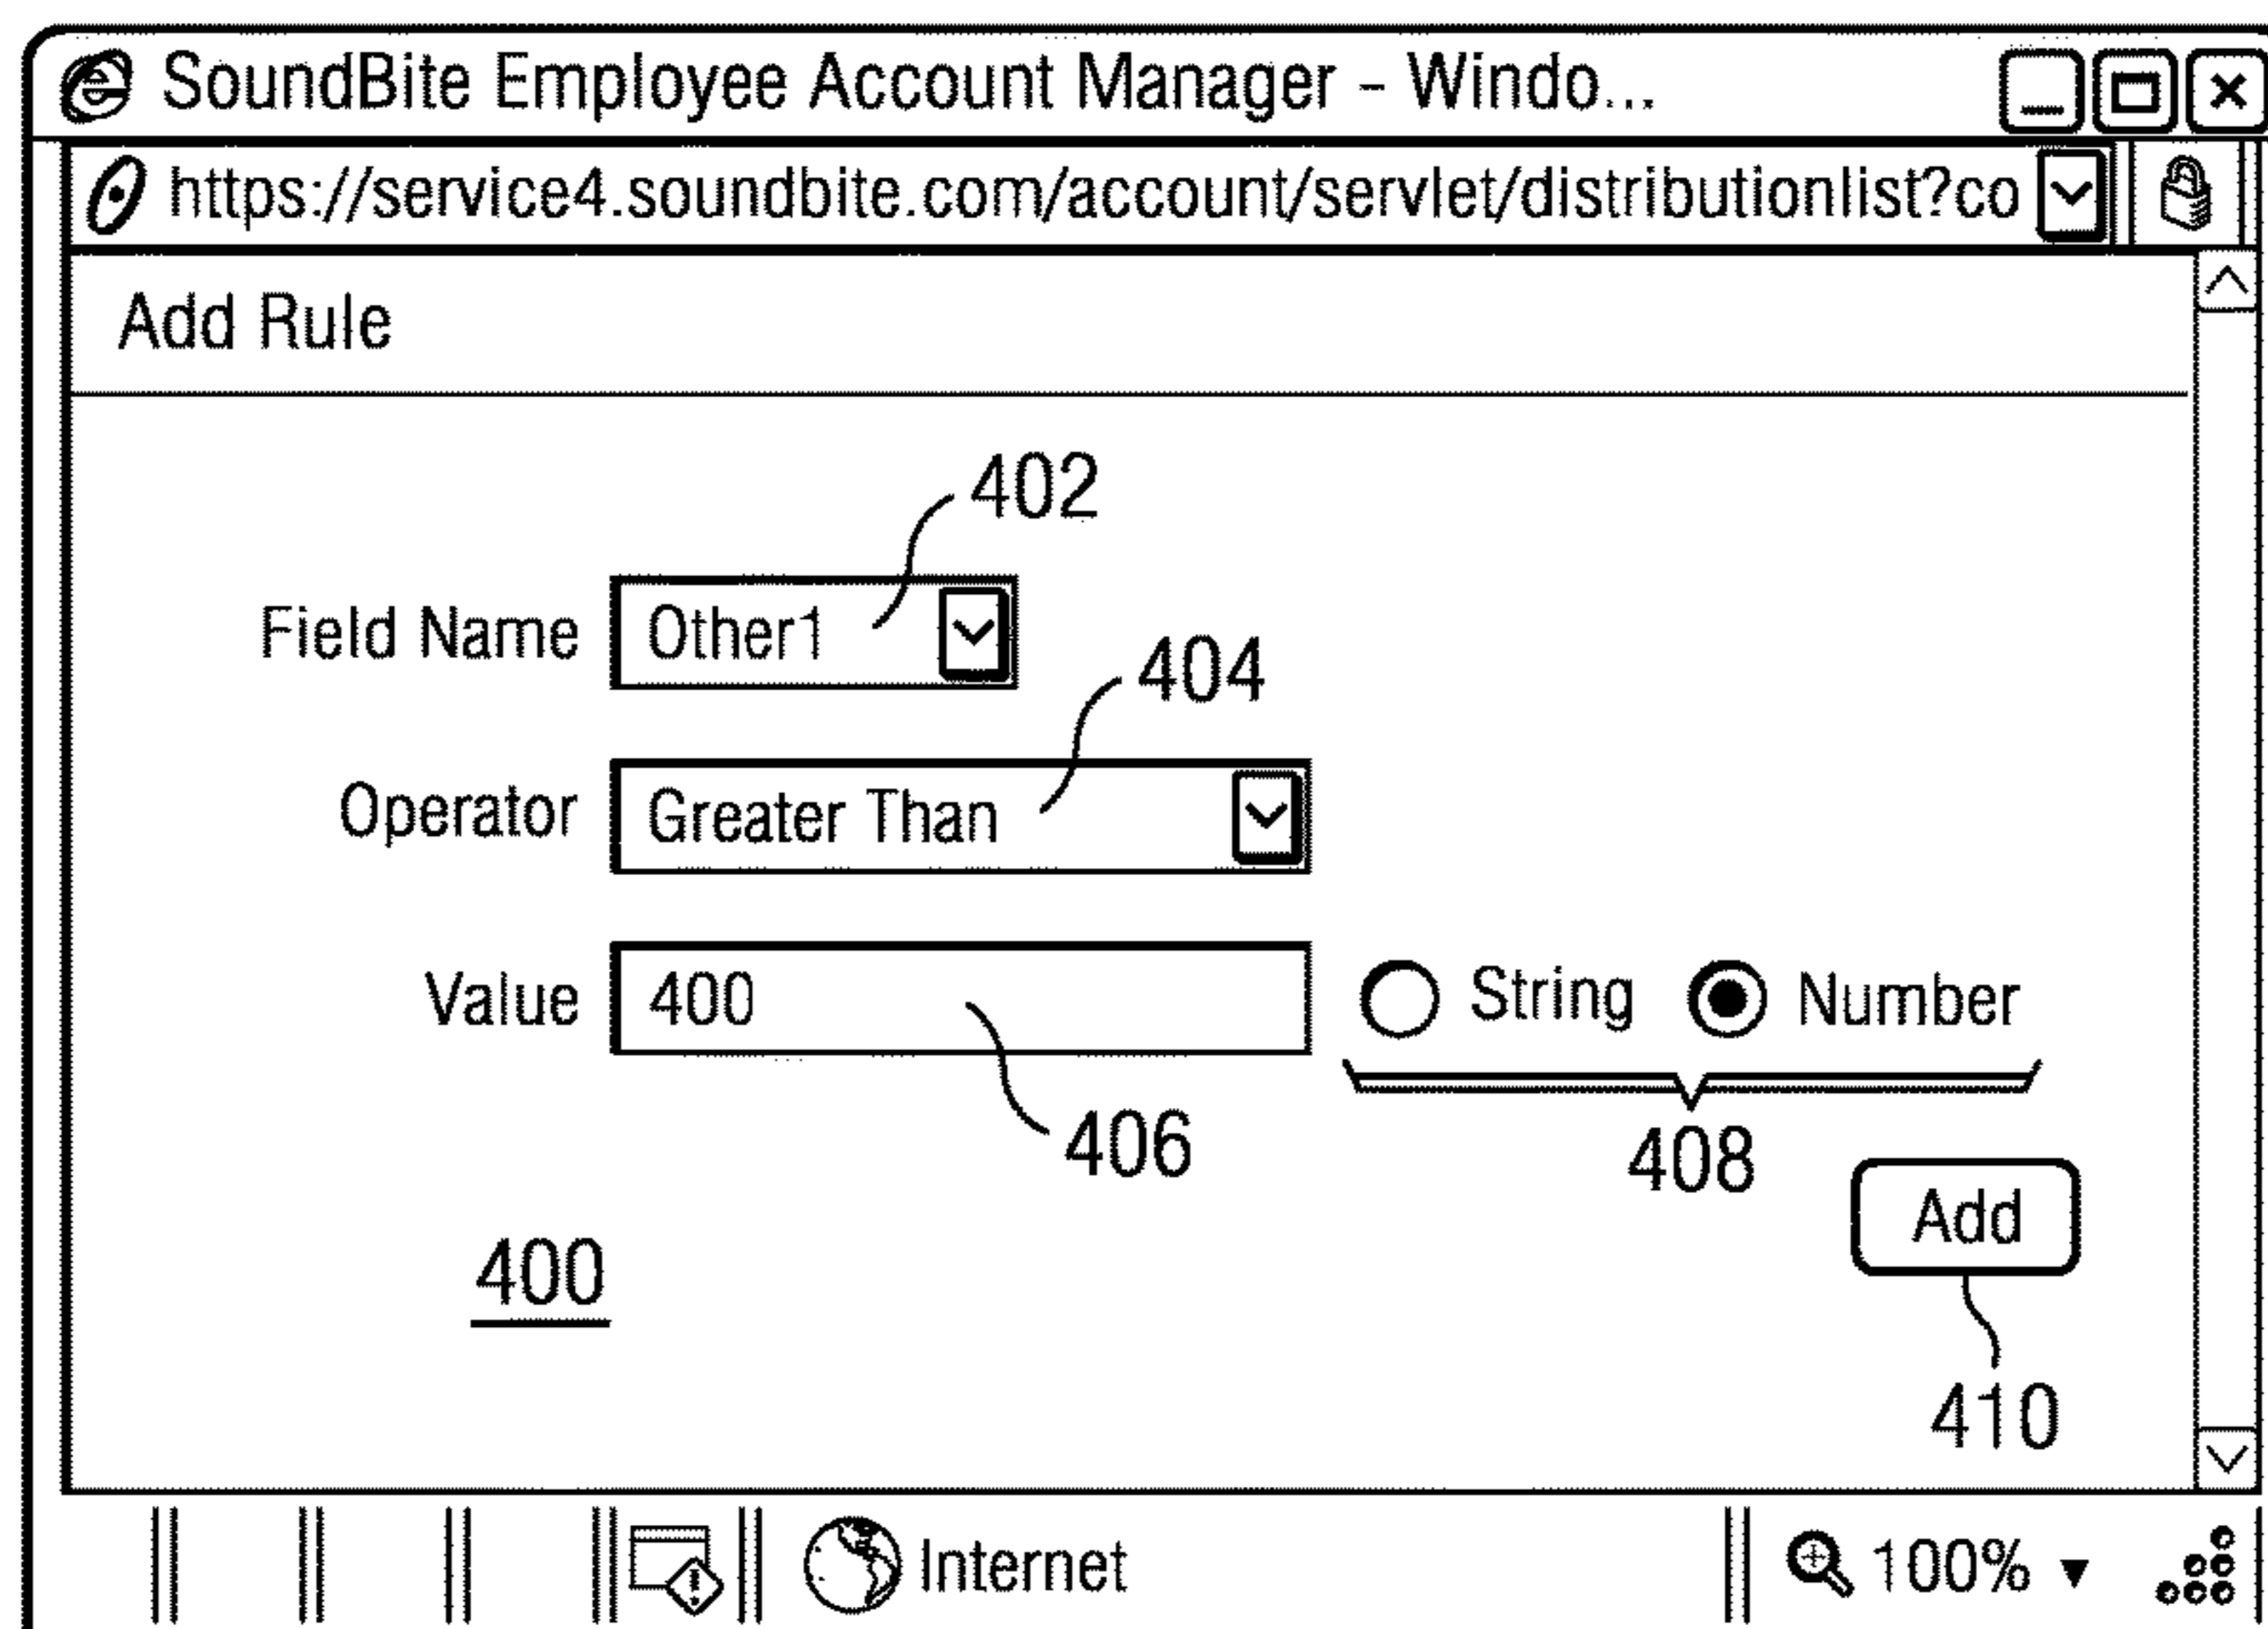 SoundBite Employee Account Manager - Windo...
https://service4.soundbite.com/account/servlet/distributionlist?co
Add Rule
402
Field Name Other1
404
Operator Greater Than
Value 400 String Number
406
408
Add
400
410
Internet 100%